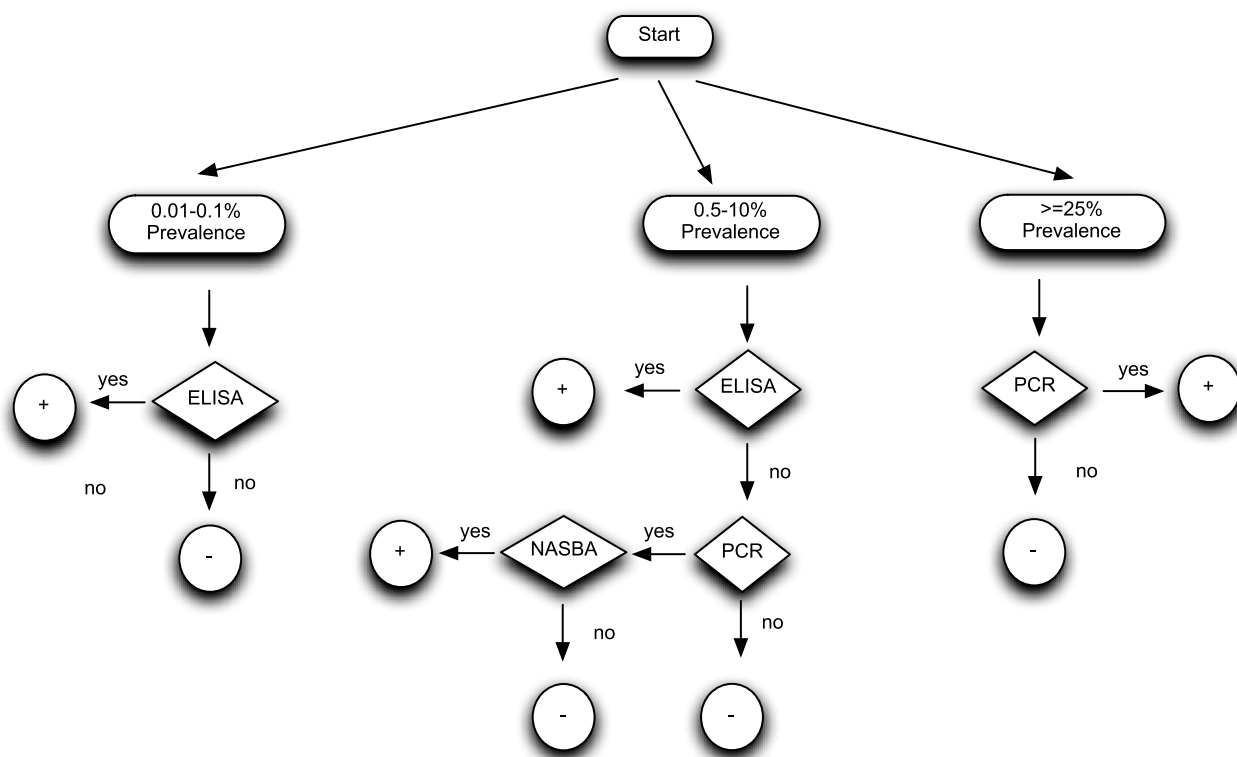 Start
0.01-0.1%
Prevalence
0.5-10%
Prevalence
>=25%
Prevalence
yes
ELISA
+
no
no
-
yes
ELISA
+
no
yes
NASBA
yes
PCR
+
no
no
-
-
PCR
yes
+
no
-